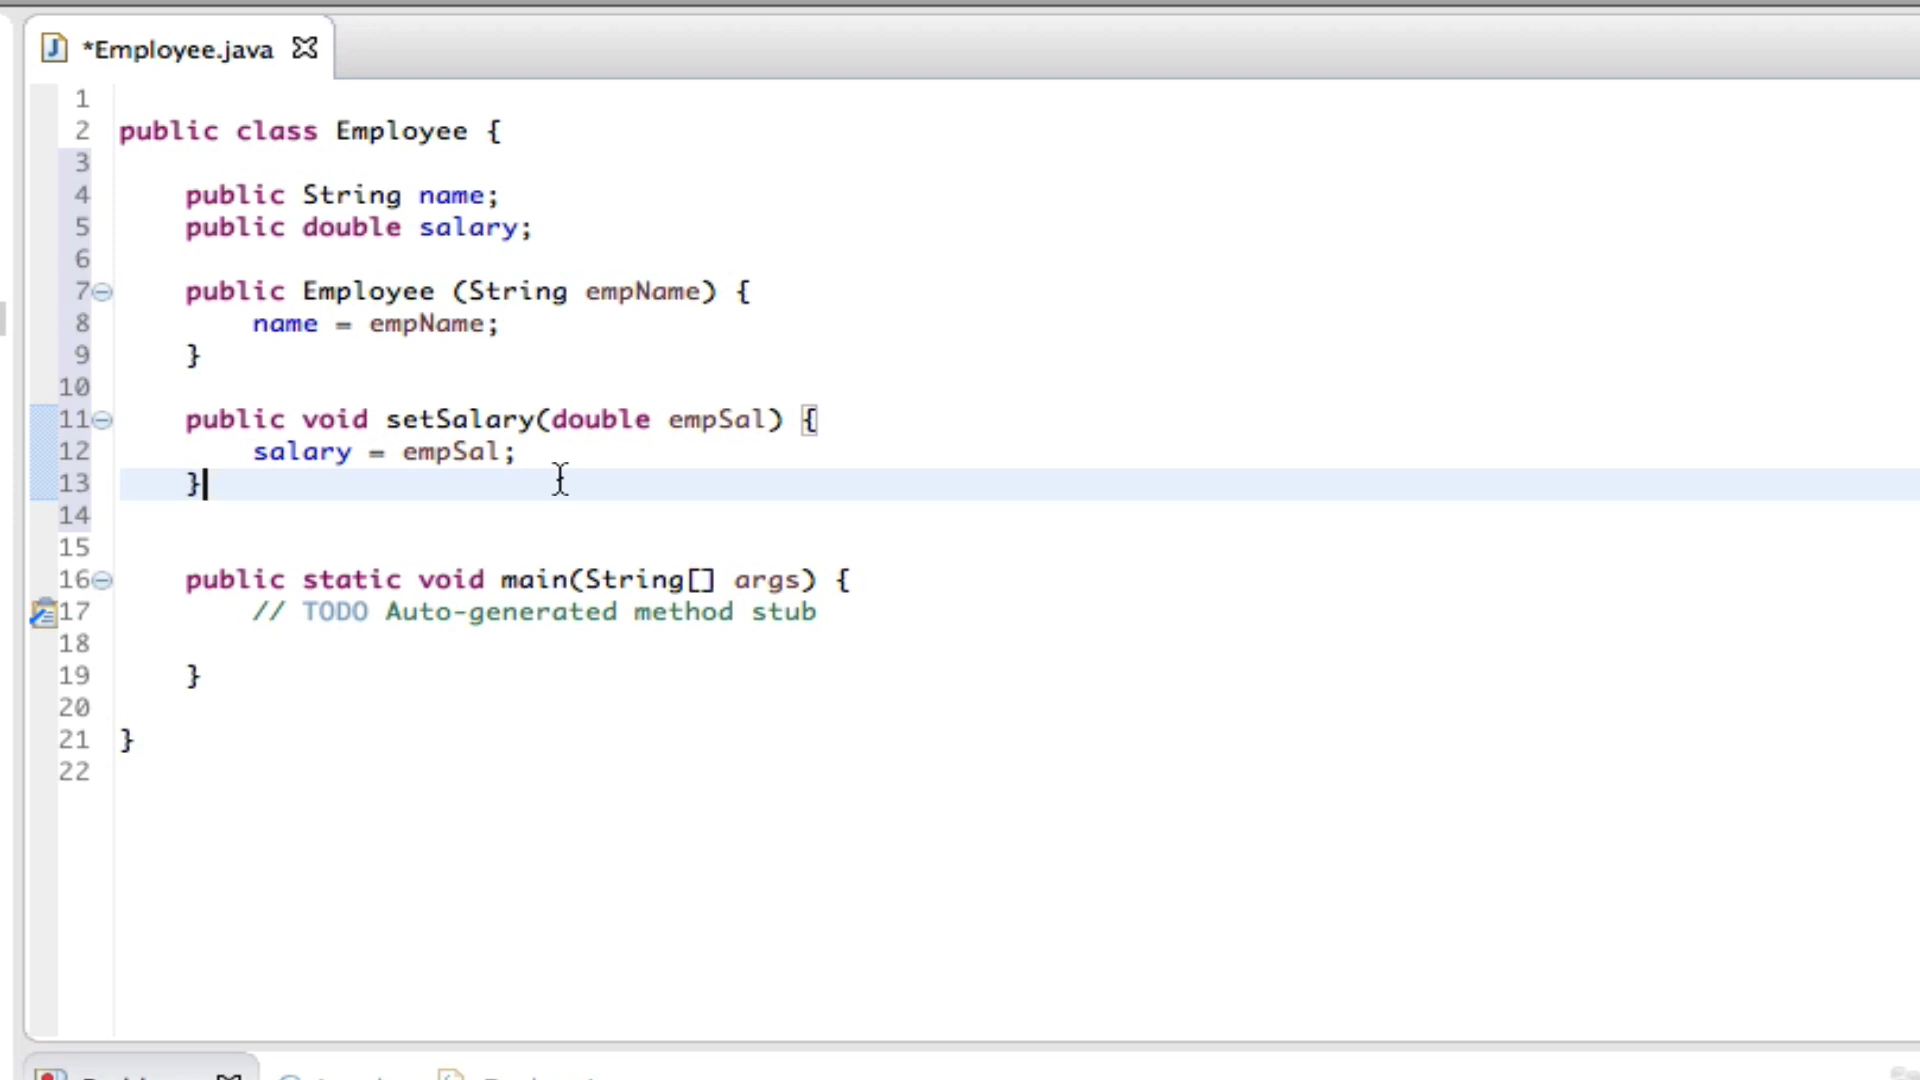 *Employee.java
1
2 public class Employee {
3
4 public String name;
5 public double salary;
6
7 public Employee (String empName) {
8 name = empName;
9 }
10
11 public void setSalary(double empSal) {
12 salary = empSal;
13 }
14
15
16 public static void main(String[] args) {
17 // TODO Auto-generated method stub
18
19 }
20
21 }
22